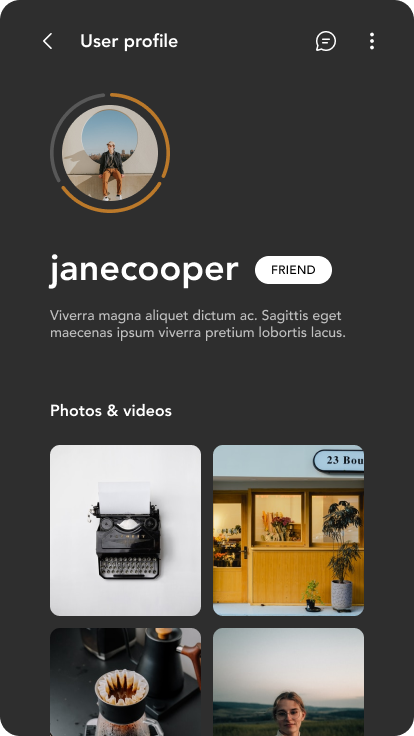 User profile
janecooper
FRIEND
Viverra magna aliquet dictum ac. Sagittis eget
maecenas ipsum viverra pretium lobortis lacus.
Photos & videos
23 Bou